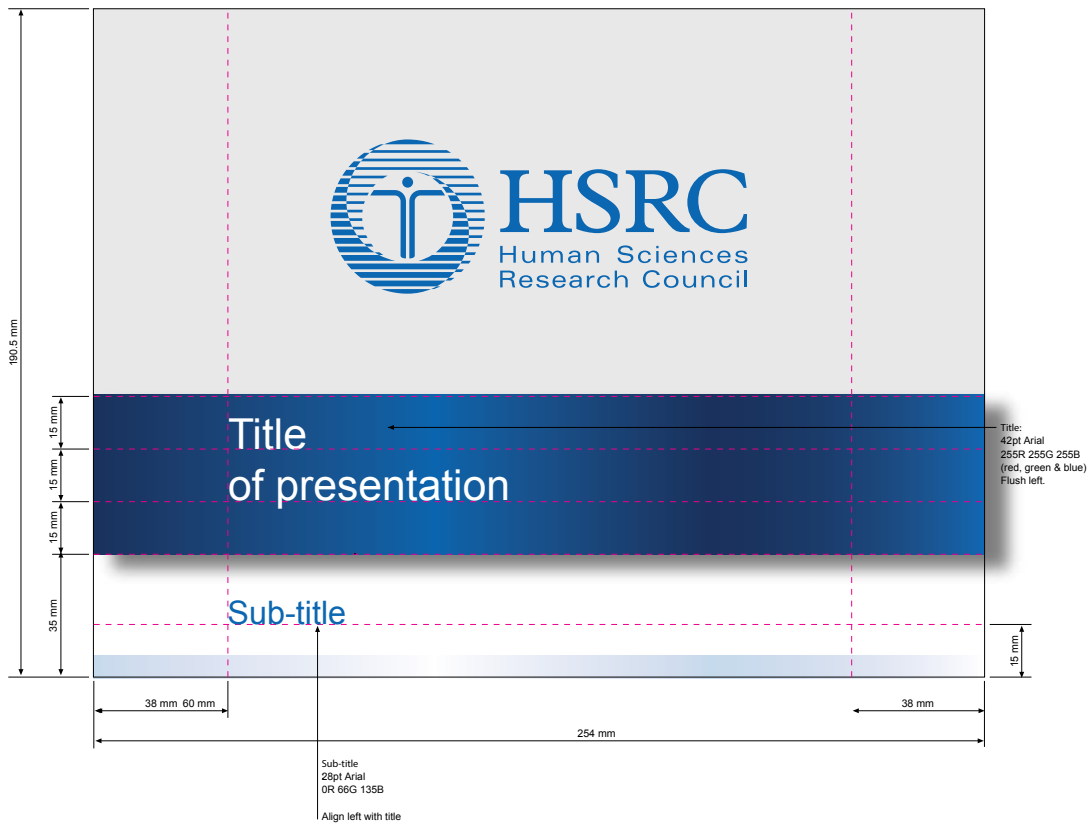 HSRC
Human Sciences
Research Council
190.5 mm
15 mm
15 mm
15 mm
35 mm
Title
of presentation
Title:
42pt Arial
255R 255G 255B
(red, green & blue)
Flush left.
Sub-title
15 mm
38 mm 60 mm
38 mm
254 mm
Sub-title
28pt Arial
0R 66G 135B
Align left with title